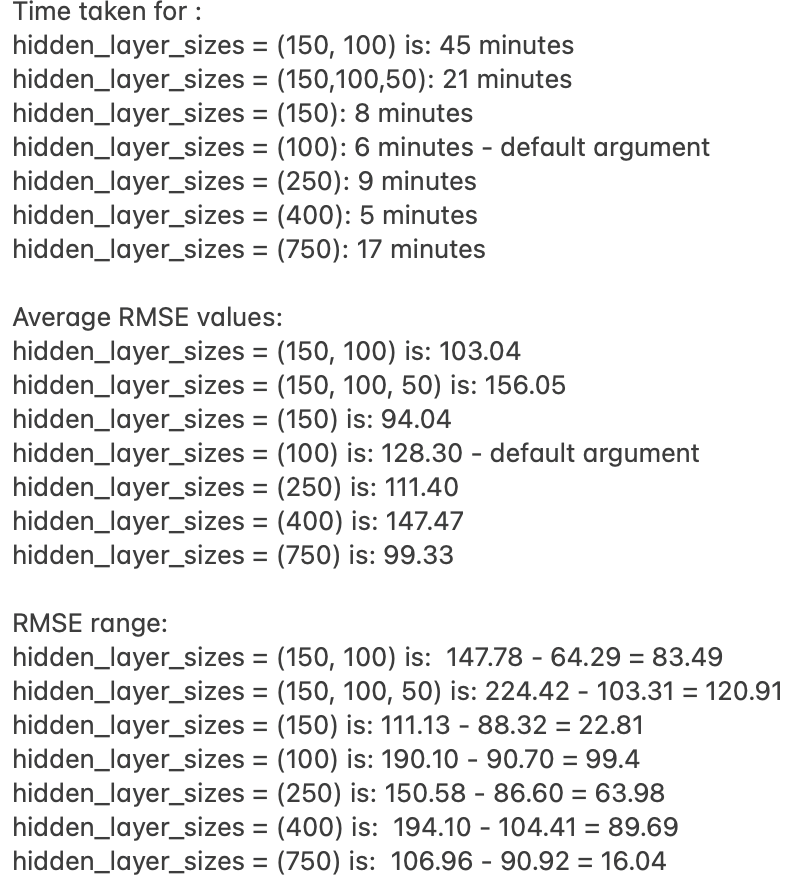 Time taken for :
hidden_layer_sizes = (150, 100) is: 45 minutes
hidden_layer_sizes = (150,100,50): 21 minutes
hidden_layer_sizes = (150): 8 minutes
hidden_layer_sizes = (100): 6 minutes - default argument
hidden_layer_sizes = (250): 9 minutes
hidden_layer_sizes = (400): 5 minutes
hidden_layer_sizes = (750): 17 minutes

Average RMSE values:
hidden_layer_sizes = (150, 100) is: 103.04
hidden_layer_sizes = (150, 100, 50) is: 156.05
hidden_layer_sizes = (150) is: 94.04
hidden_layer_sizes = (100) is: 128.30 - default argument
hidden_layer_sizes = (250) is: 111.40
hidden_layer_sizes = (400) is: 147.47
hidden_layer_sizes = (750) is: 99.33

RMSE range:
hidden_layer_sizes = (150, 100) is:  147.78 - 64.29 = 83.49
hidden_layer_sizes = (150, 100, 50) is: 224.42 - 103.31 = 120.91
hidden_layer_sizes = (150) is: 111.13 - 88.32 = 22.81
hidden_layer_sizes = (100) is: 190.10 - 90.70 = 99.4
hidden_layer_sizes = (250) is: 150.58 - 86.60 = 63.98
hidden_layer_sizes = (400) is:  194.10 - 104.41 = 89.69
hidden_layer_sizes = (750) is:  106.96 - 90.92 = 16.04